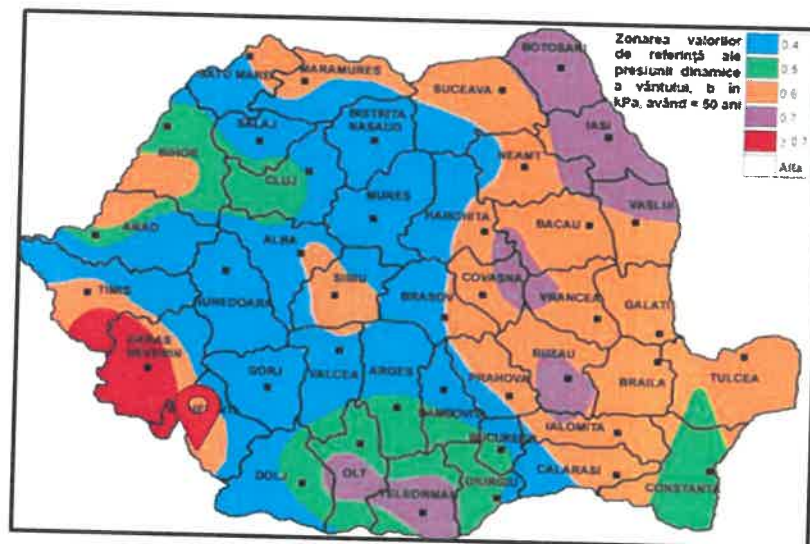 Zonarea valorilor
de referință ale
presiunii dinamice
a vântului, b în
kPa, având = 50 ani
0.4
0.5
0.6
0.7
≥ 0.7
Alta
BOTOSANI
SATU MARE
MARAMURES
SUCEAVA
IASI
SALAJ
BISTRITA
NASAUD
BIHOR
CLUJ
NEAMT
MURES
HARGHITA
BACAU
VASLUI
ARAD
ALBA
SIBIU
BRASOV
COVASNA
VRANCEA
GALATI
TIMIS
HUNEDOARA
CARAS
SEVERIN
GORJ
VALCEA
ARGES
PRAHOVA
BUZAU
BRAILA
TULCEA
DAMBOVITA
IALOMITA
BUCURESTI
DOLJ
OLT
TELEORMAN
GIURGIU
CALARASI
CONSTANTA